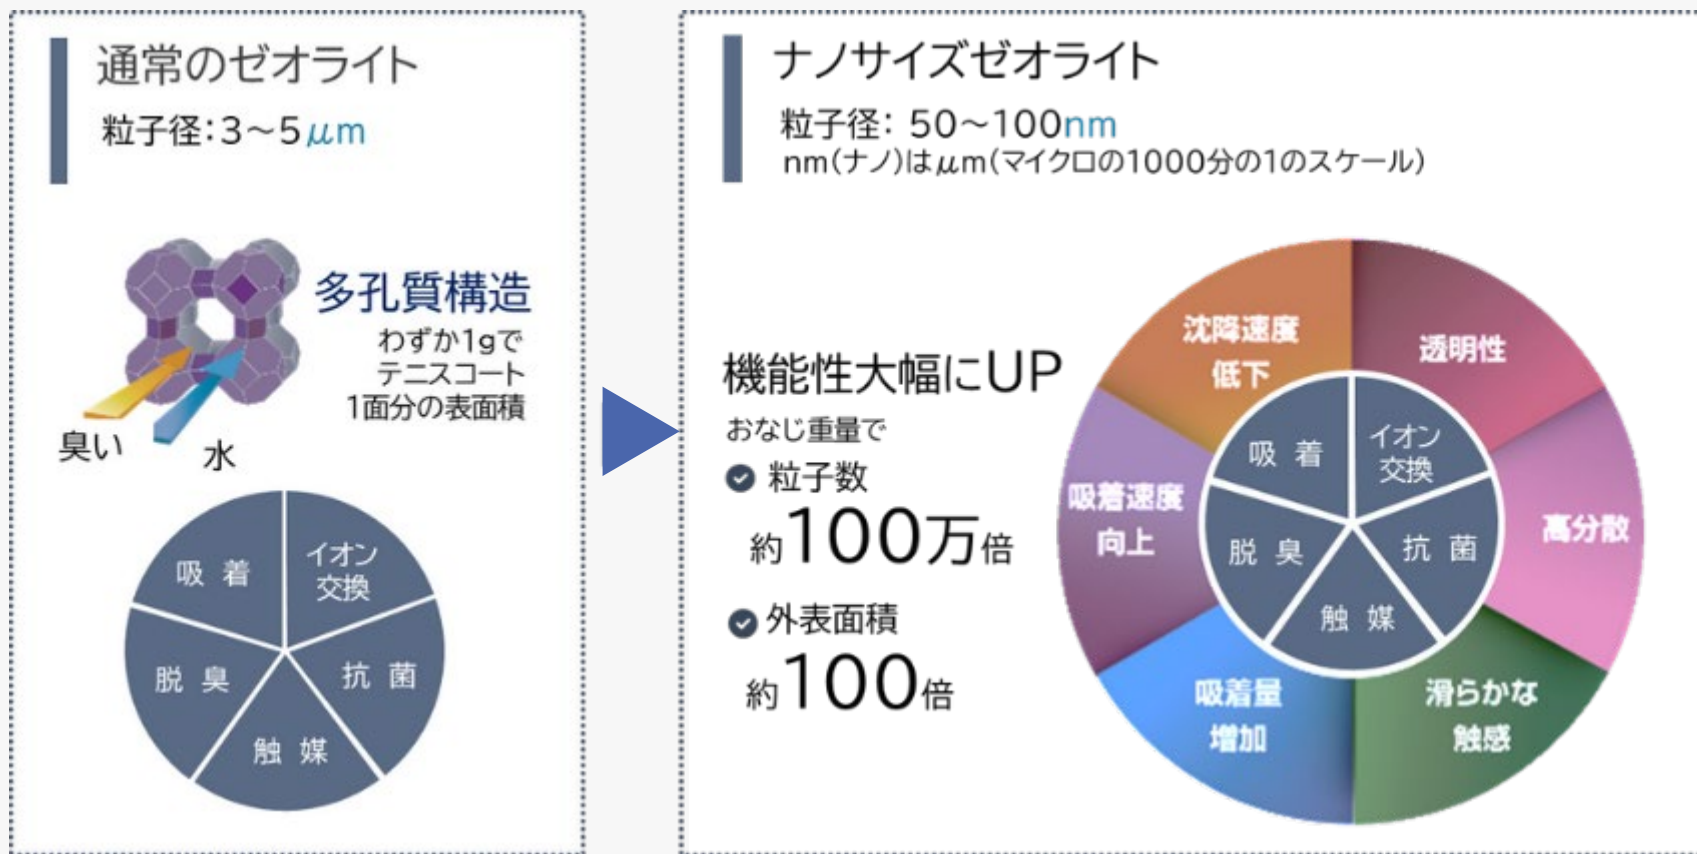 通常のゼオライト
粒子径：3～5μm
多孔質構造
わずか1gで
テニスコート
1面分の表面積
臭い
水
吸着
イオン
交換
脱臭
抗菌
触媒
ナノサイズゼオライト
粒子径： 50～100nm
nm（ナノ）はμm（マイクロの1000分の1のスケール）
機能性大幅にUP
おなじ重量で
粒子数
約100万倍
外表面積
約100倍
沈降速度
低下
透明性
吸着速度
向上
高分散
吸着量
増加
滑らかな
触感
吸着
イオン
交換
脱臭
抗菌
触媒